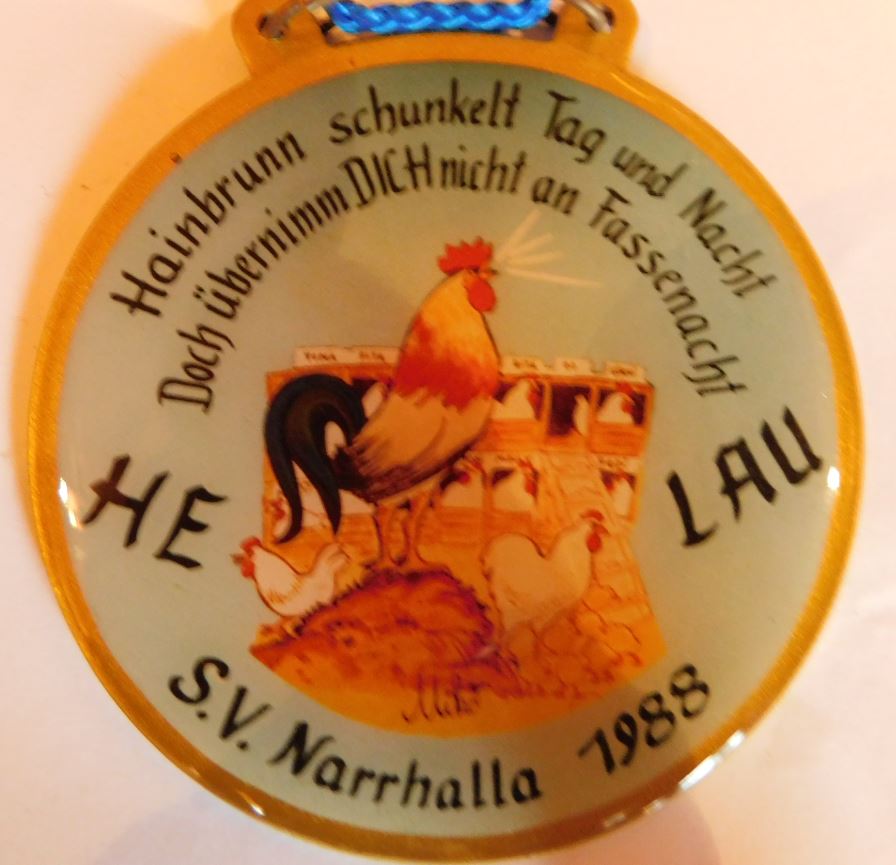 Hainbrunn schunkelt Tag und Nacht
Doch übernimm DICH nicht an Fassenacht
HE LAU
S.V. Narrhalla 1988